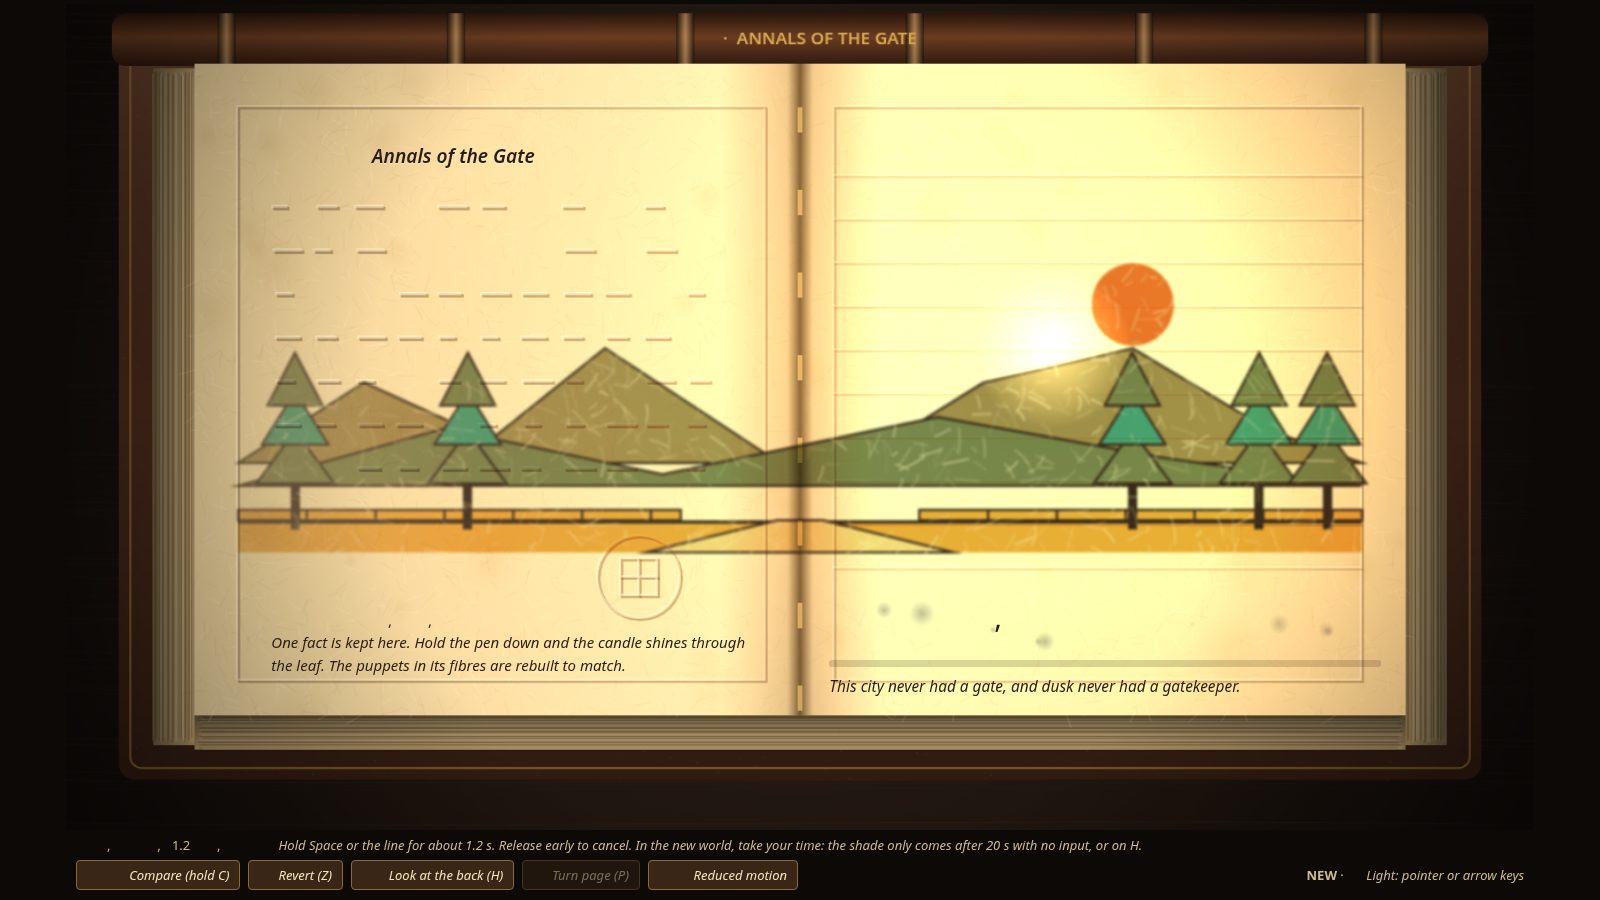 · ANNALS OF THE GATE
Annals of the Gate
, ,
One fact is kept here. Hold the pen down and the candle shines through
the leaf. The puppets in its fibres are rebuilt to match.
,
This city never had a gate, and dusk never had a gatekeeper.
, , 1.2 , Hold Space or the line for about 1.2 s. Release early to cancel. In the new world, take your time: the shade only comes after 20 s with no input, or on H.
Compare (hold C) Revert (Z) Look at the back (H) Turn page (P) Reduced motion NEW · Light: pointer or arrow keys